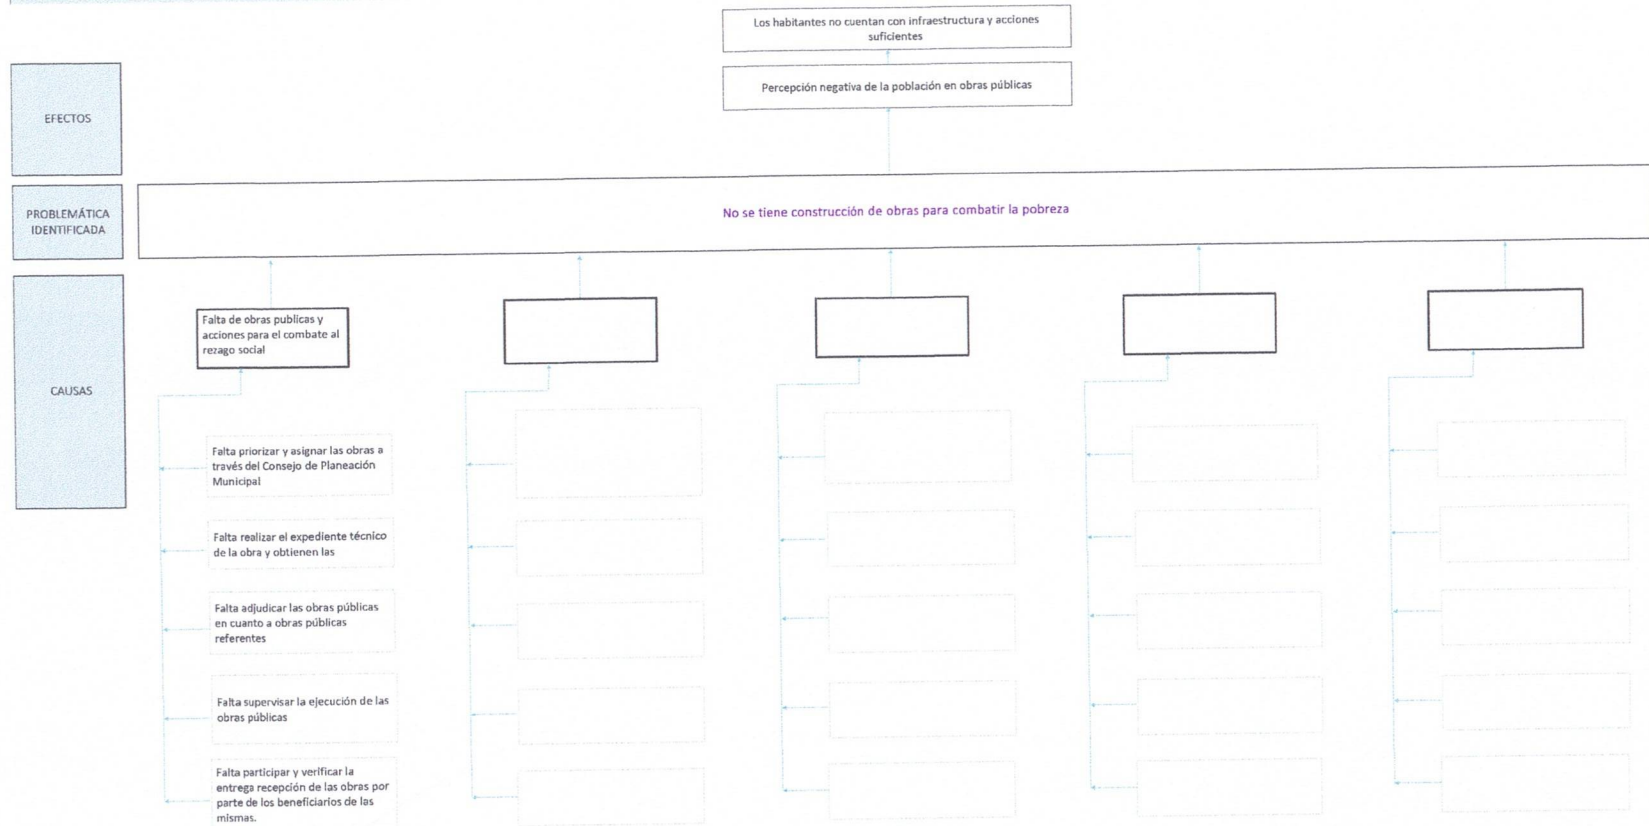 Los habitantes no cuentan con infraestructura y acciones
suficientes
Percepción negativa de la población en obras públicas
EFECTOS
PROBLEMÁTICA
IDENTIFICADA
No se tiene construcción de obras para combatir la pobreza
CAUSAS
Falta de obras publicas y
acciones para el combate al
rezago social
Falta priorizar y asignar las obras a
través del Consejo de Planeación
Municipal
Falta realizar el expediente técnico
de la obra y obtienen las
Falta adjudicar las obras públicas
en cuanto a obras públicas
referentes
Falta supervisar la ejecución de las
obras públicas
Falta participar y verificar la
entrega recepción de las obras por
parte de los beneficiarios de las
mismas.